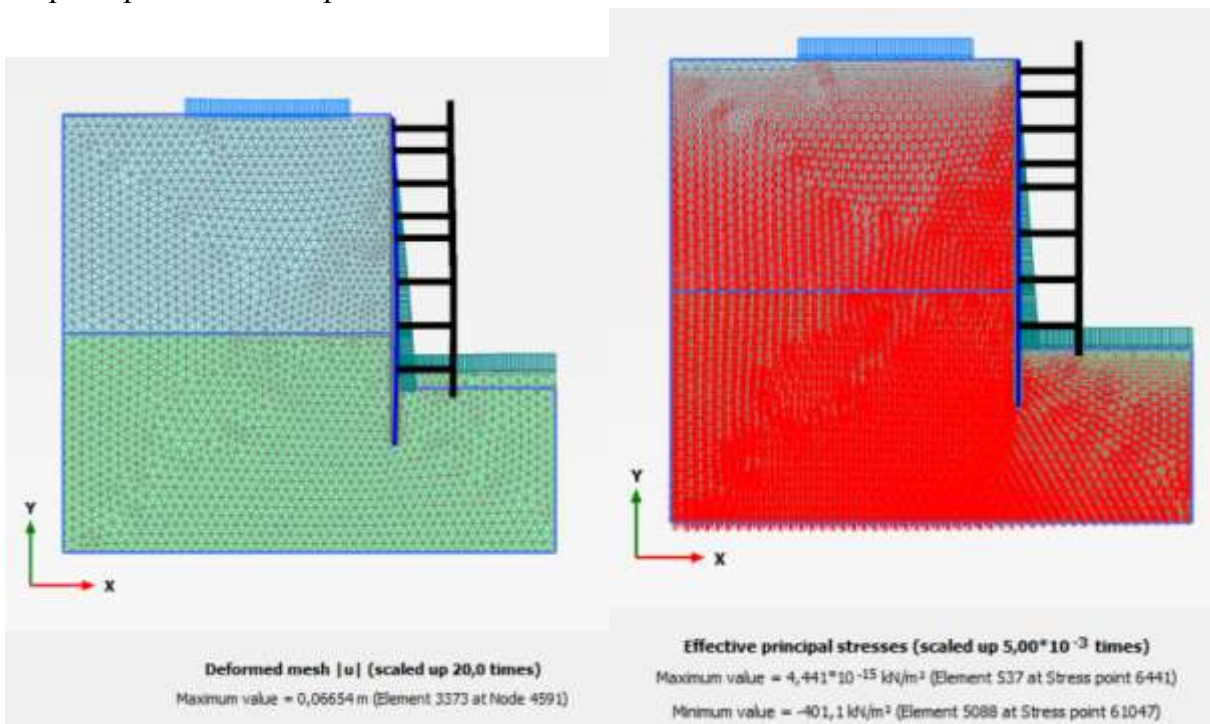 Y
X
Deformed mesh |u| (scaled up 20,0 times)
Maximum value = 0,06654 m (Element 3373 at Node 4591)
Y
X
Effective principal stresses (scaled up 5,00*10 -3 times)
Maximum value = 4,441*10 -15 kN/m² (Element 537 at Stress point 6441)
Minimum value = -401,1 kN/m² (Element 5088 at Stress point 61047)